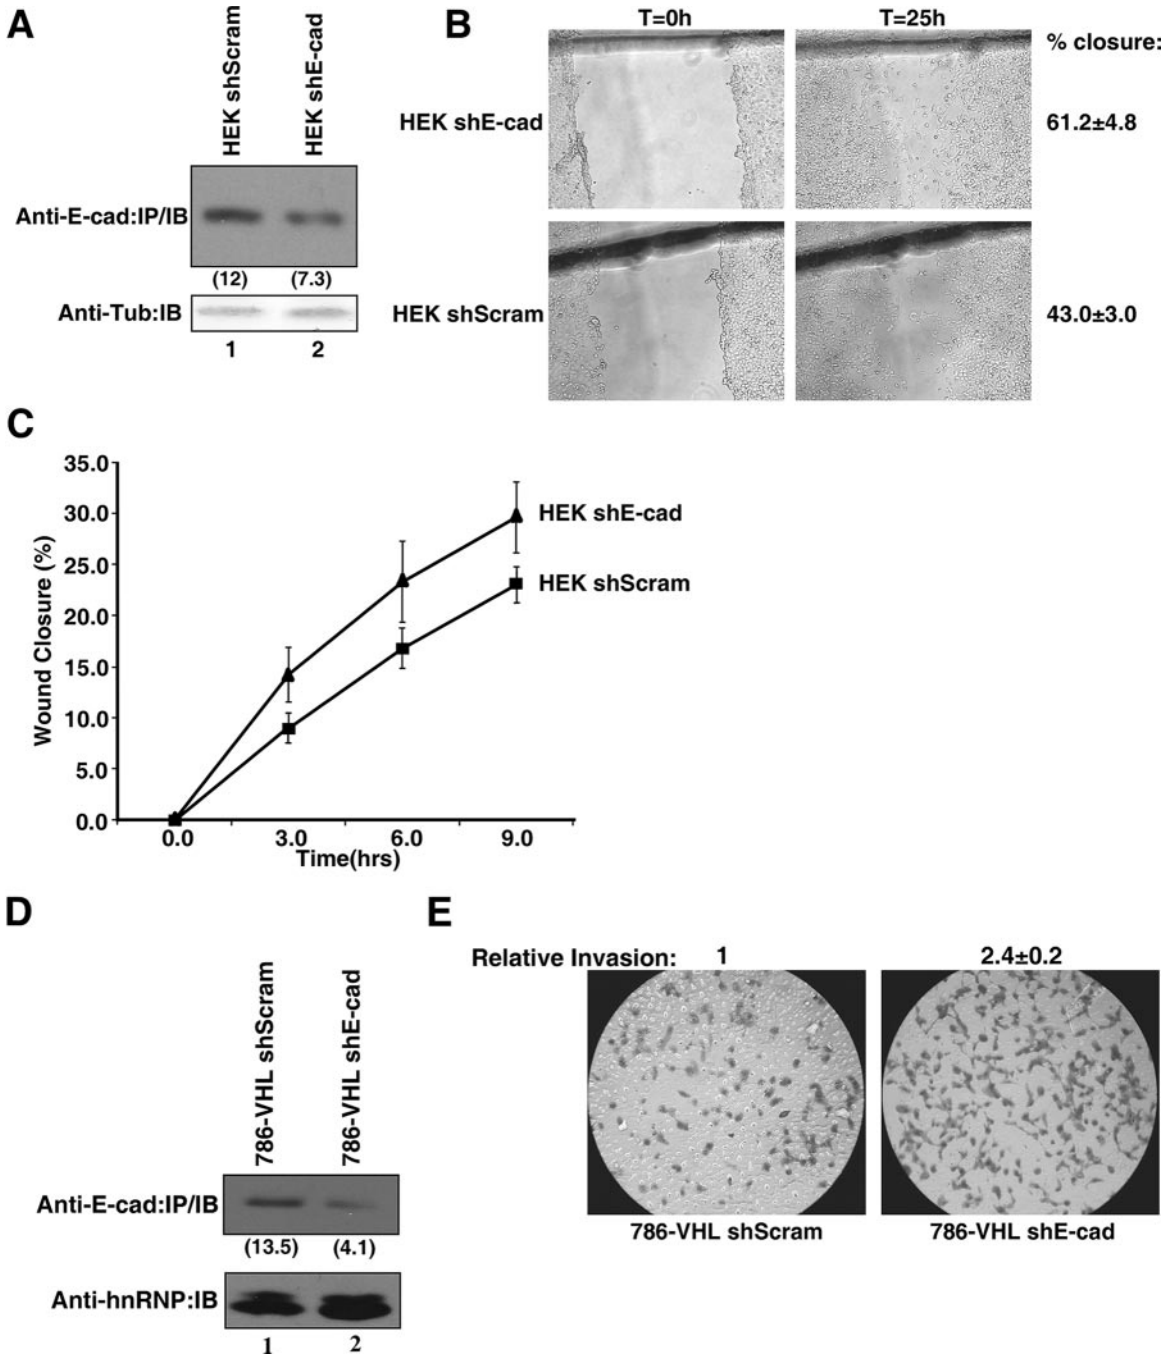 A
HEK shScram
HEK shE-cad
Anti-E-cad:IP/IB
(12)
(7.3)
Anti-Tub:IB
1
2
B
T=0h
T=25h
% closure:
HEK shE-cad
61.2±4.8
HEK shScram
43.0±3.0
C
35.0
30.0
25.0
20.0
15.0
10.0
5.0
0.0
Wound Closure (%)
HEK shE-cad
HEK shScram
0.0
3.0
6.0
9.0
Time(hrs)
D
786-VHL shScram
786-VHL shE-cad
Anti-E-cad:IP/IB
(13.5)
(4.1)
Anti-hnRNP:IB
1
2
E
Relative Invasion:
1
2.4±0.2
786-VHL shScram
786-VHL shE-cad